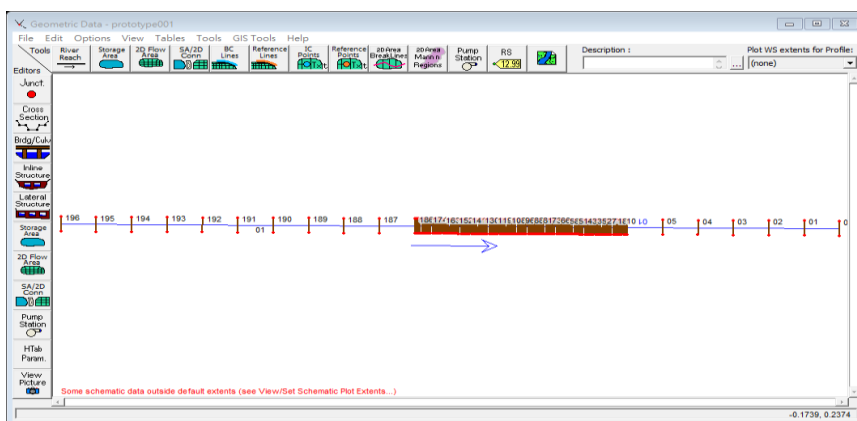 Geometric Data - prototype001
File Edit Options View Tables Tools GIS Tools Help
Tools
Editors
River
Reach
Storage
Area
2D Flow
Area
SA/2D
Conn
BC
Lines
Reference
Lines
IC
Points
Reference
Points
2D Area
BreakLines
2D Area
Mann n
Regions
Pump
Station
RS
12.99
Description :
...
Plot WS extents for Profile:
(none)
Junct.
Cross
Section
Brdg/Culv
Inline
Structure
Lateral
Structure
Storage
Area
2D Flow
Area
SA/2D
Conn
Pump
Station
HTab
Param.
View
Picture
196 195 194 193 192 191 190 189 188 187
05 04 03 02 01 0
01
Some schematic data outside default extents (see View/Set Schematic Plot Extents...)
-0.1739, 0.2374